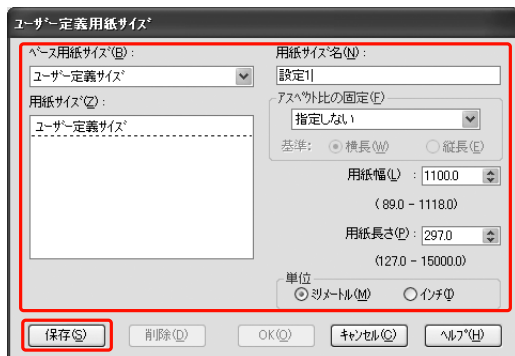 ユーザー定義用紙サイズ
ベース用紙サイズ(B):
ユーザー定義サイズ
用紙サイズ(Z):
ユーザー定義サイズ
用紙サイズ名(N):
設定1
アスペクト比の固定(F)
指定しない
基準: 横長(W) 縦長(E)
用紙幅(L) : 1100.0
(89.0 - 1118.0)
用紙長さ(P): 297.0
(127.0 - 15000.0)
単位
ミリメートル(M) インチ(I)
保存(S) 削除(D) OK(O) キャンセル(C) ヘルプ(H)